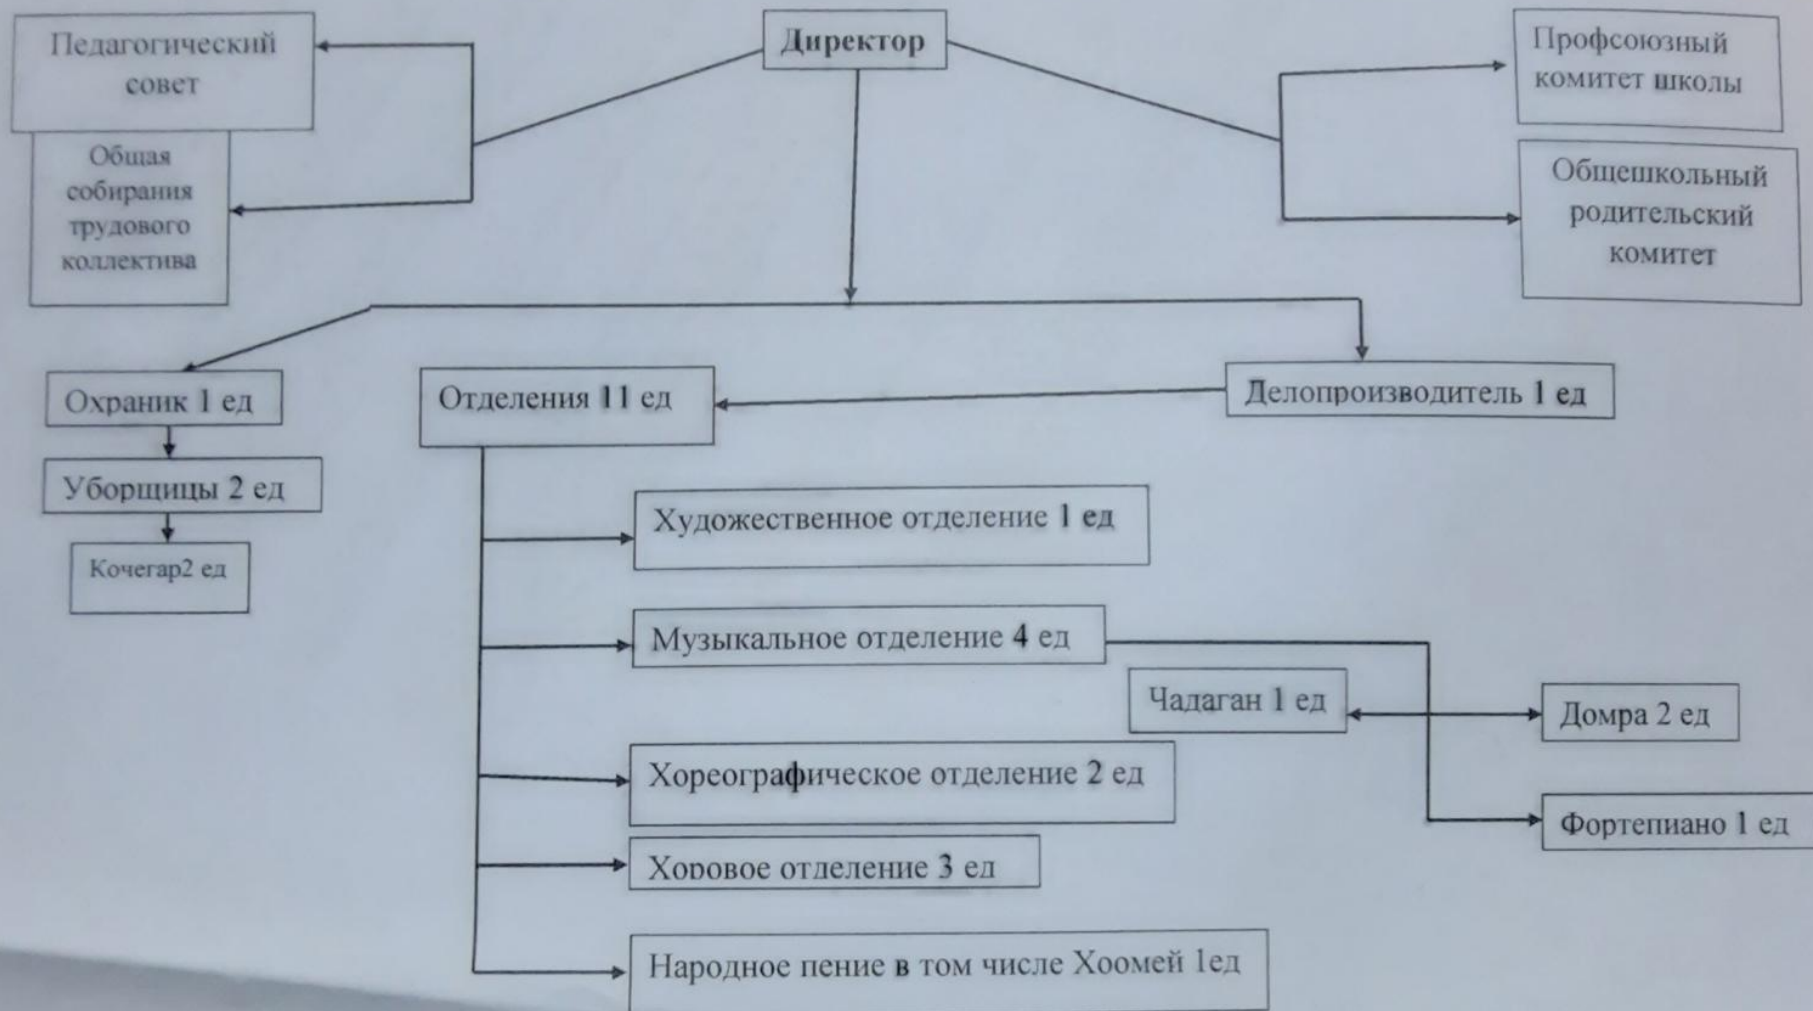 Директор
Педагогический
совет
Общая
собирания
трудового
коллектива
Профсоюзный
комитет школы
Общешкольный
родительский
комитет
Охраник 1 ед
Уборщицы 2 ед
Кочегар2 ед
Отделения 11 ед
Делопроизводитель 1 ед
Художественное отделение 1 ед
Музыкальное отделение 4 ед
Чадаган 1 ед
Домра 2 ед
Фортепиано 1 ед
Хореографическое отделение 2 ед
Хоровое отделение 3 ед
Народное пение в том числе Хоомей 1ед